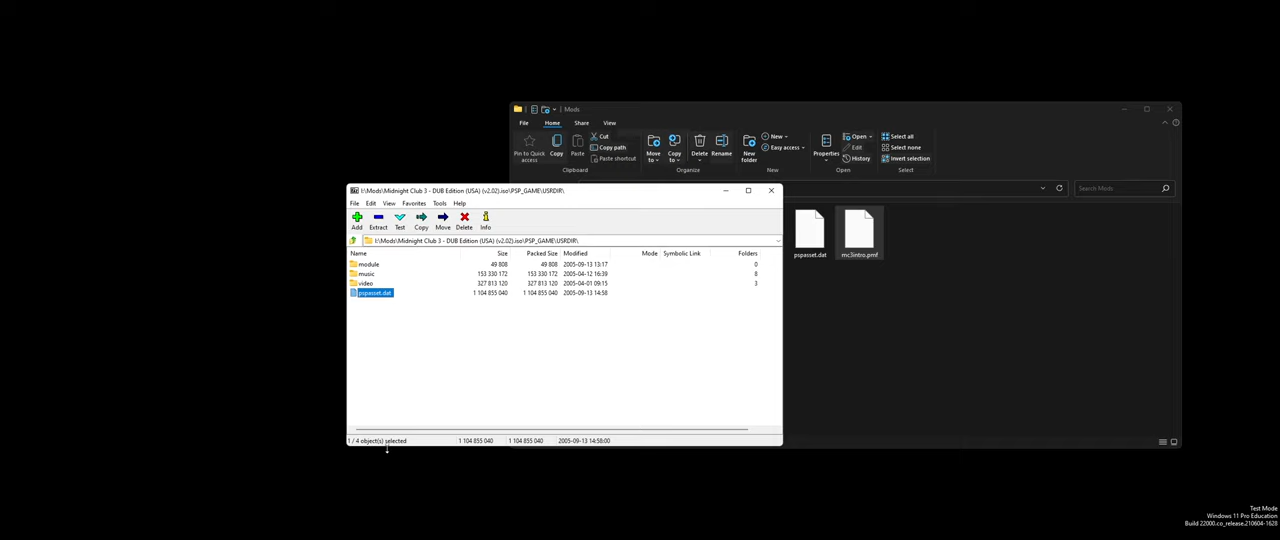 Mods
File Home Share View
Pin to Quick access
Copy
Paste
Cut
Copy path
Paste shortcut
Clipboard
Move to
Copy to
Delete
Rename
Organize
New folder
New
Easy access
New
Properties
Open
Edit
History
Open
Select all
Select none
Invert selection
Select
Search Mods
pspasset.dat
mc3intro.pmf
I:\Mods\Midnight Club 3 - DUB Edition (USA) (v2.02).iso\PSP_GAME\USRDIR\
File Edit View Favorites Tools Help
Add Extract Test Copy Move Delete Info
I:\Mods\Midnight Club 3 - DUB Edition (USA) (v2.02).iso\PSP_GAME\USRDIR\
Name Size Packed Size Modified Mode Symbolic Link Folders
module 49 808 49 808 2005-09-13 13:17 0
music 153 330 172 153 330 172 2005-04-12 16:39 8
video 327 813 120 327 813 120 2005-04-01 09:15 3
pspasset.dat 1 104 855 040 1 104 855 040 2005-09-13 14:58
1 / 4 object(s) selected 1 104 855 040 1 104 855 040 2005-09-13 14:58:00
Test Mode
Windows 11 Pro Education
Build 22000.co_release.210604-1628